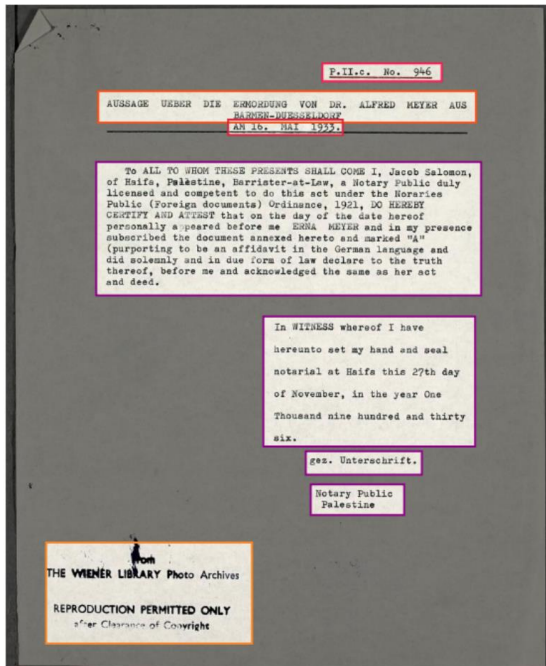 P.II.c. No. 946
AUSSAGE UEBER DIE ERMORDUNG VON DR. ALFRED MEYER AUS
BARMEN-DUESSELDORF
AM 16. MAI 1933.
To ALL TO WHOM THESE PRESENTS SHALL COME I, Jacob Salomon,
of Haifa, Palestine, Barrister-at-Law, a Notary Public duly
licensed and competent to do this act under the Noraries
Public (Foreign documents) Ordinance, 1921, DO HEREBY
CERTIFY AND ATTEST that on the day of the date hereof
personally appeared before me ERNA MEYER and in my presence
subscribed the document annexed hereto and marked "A"
(purporting to be an affidavit in the German language and
did solemnly and in due form of law declare to the truth
thereof, before me and acknowledged the same as her act
and deed.
In WITNESS whereof I have
hereunto set my hand and seal
notarial at Haifa this 27th day
of November, in the year One
Thousand nine hundred and thirty
six.
gez. Unterschrift.
Notary Public
Palestine
From
THE WIENER LIBRARY Photo Archives
REPRODUCTION PERMITTED ONLY
after Clearance of Copyright